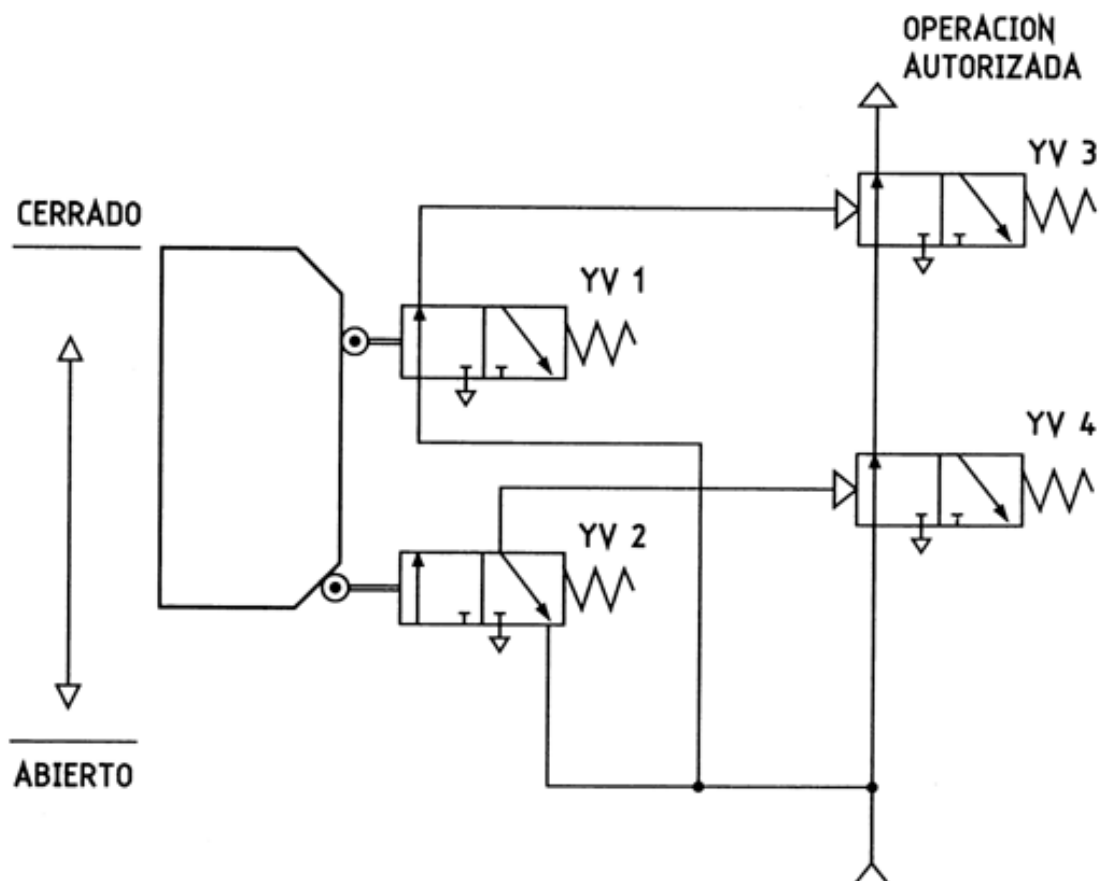 OPERACION
AUTORIZADA
YV 3
CERRADO
YV 1
YV 4
YV 2
ABIERTO